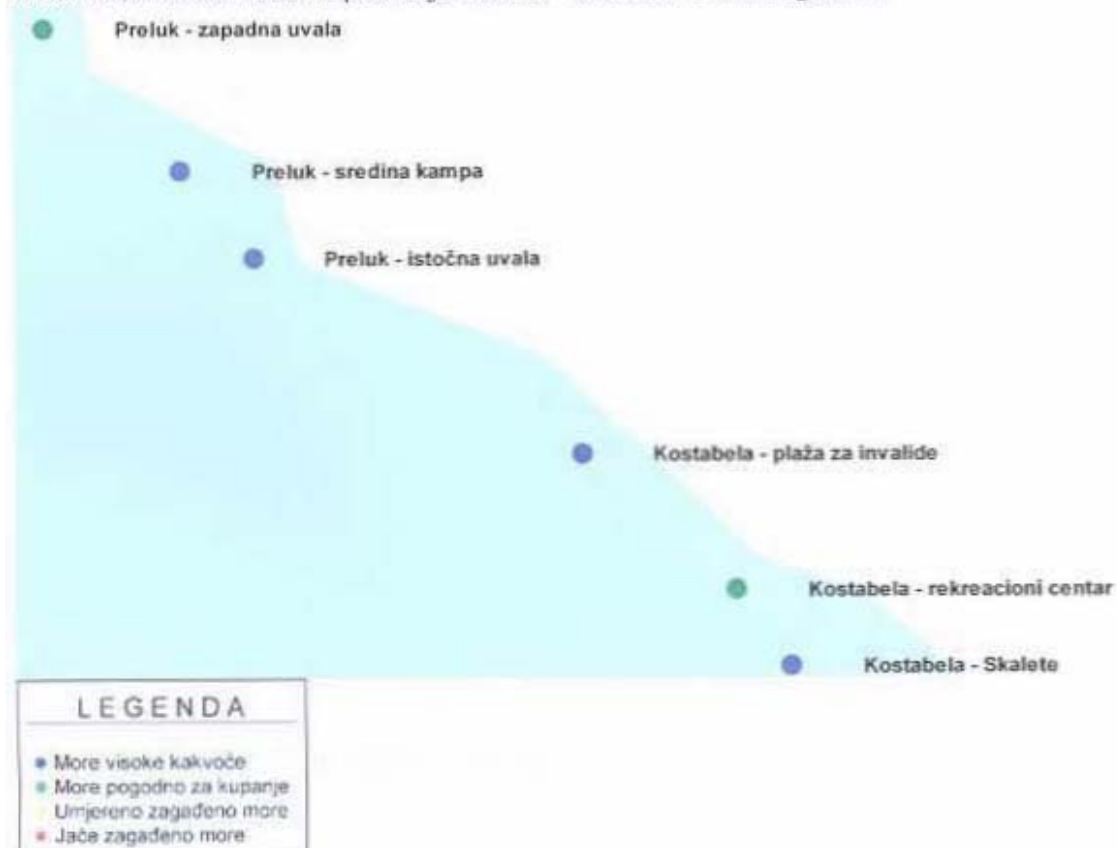 Preluk - zapadna uvala
Preluk - sredina kampa
Preluk - istočna uvala
Kostabela - plaža za invalide
Kostabela - rekreacioni centar
Kostabela - Skalete
LEGENDA
More visoke kakvoće
More pogodno za kupanje
Umjereno zagađeno more
Jače zagađeno more